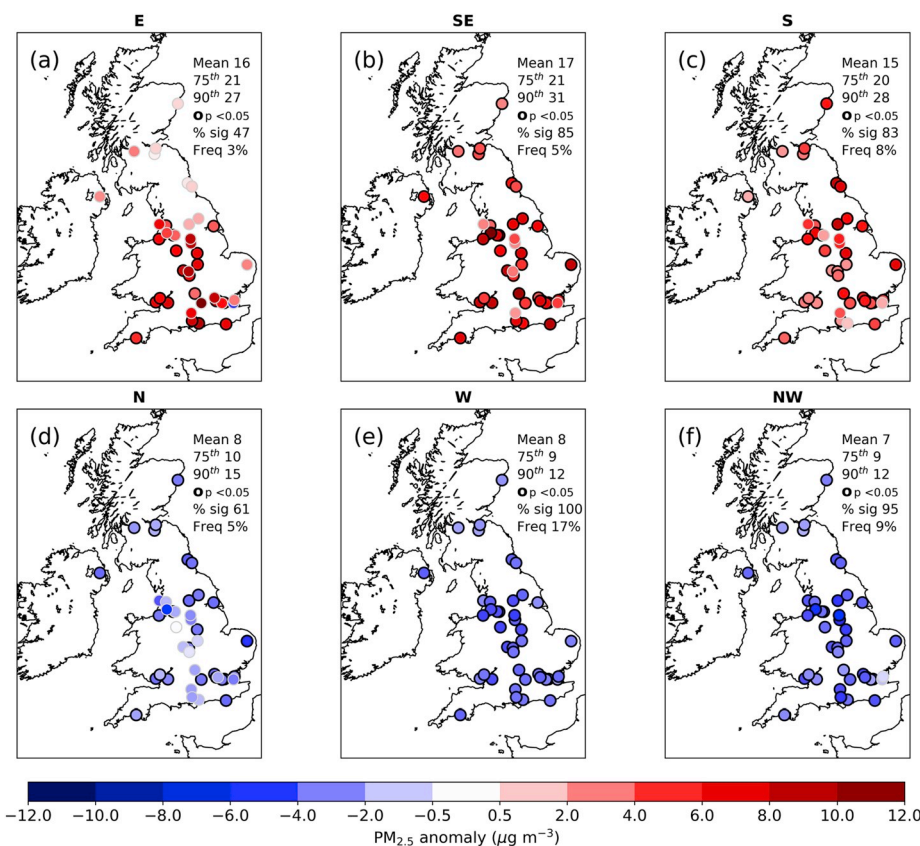 E
SE
S
(a)
Mean 16
75th 21
90th 27
o p <0.05
% sig 47
Freq 3%
(b)
Mean 17
75th 21
90th 31
o p <0.05
% sig 85
Freq 5%
(c)
Mean 15
75th 20
90th 28
o p <0.05
% sig 83
Freq 8%
N
W
NW
(d)
Mean 8
75th 10
90th 15
o p <0.05
% sig 61
Freq 5%
(e)
Mean 8
75th 9
90th 12
o p <0.05
% sig 100
Freq 17%
(f)
Mean 7
75th 9
90th 12
o p <0.05
% sig 95
Freq 9%
−12.0 −10.0 −8.0 −6.0 −4.0 −2.0 −0.5 0.5 2.0 4.0 6.0 8.0 10.0 12.0
PM2.5 anomaly (μg m−3)